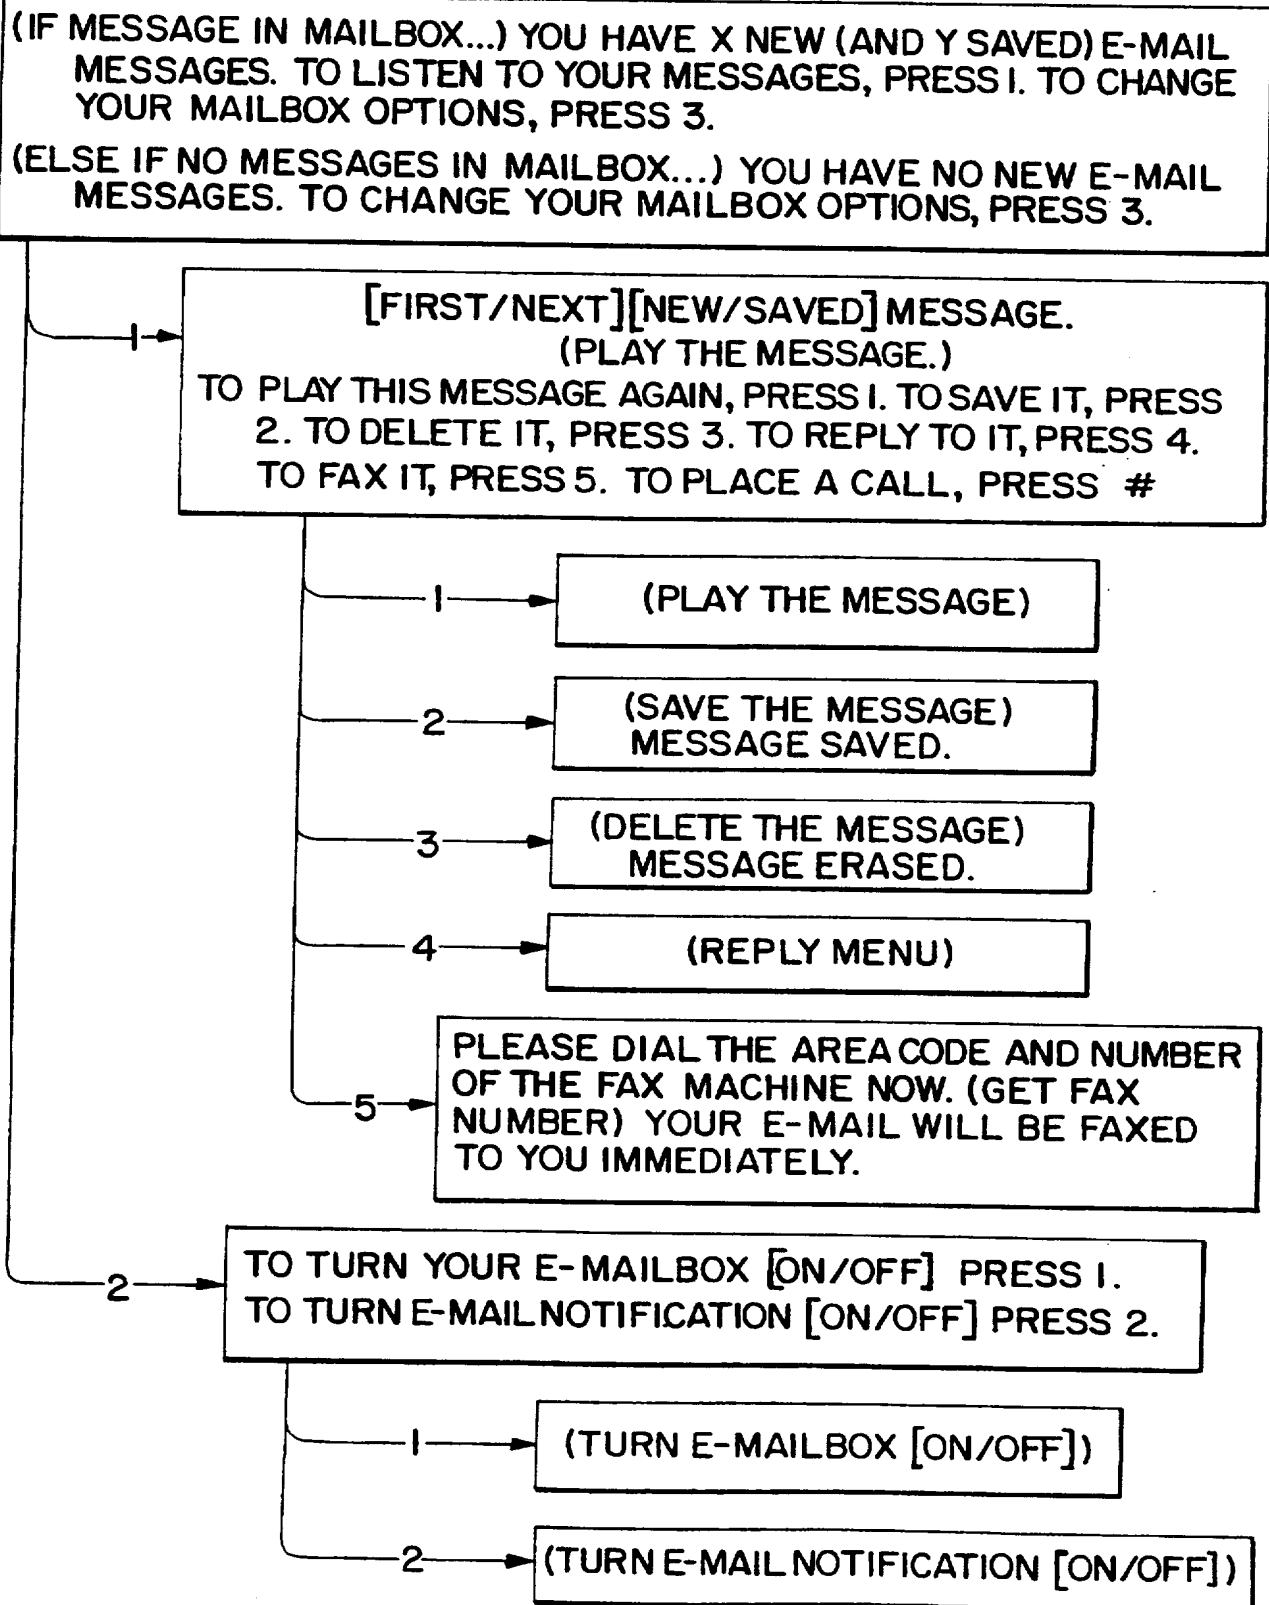 (IF MESSAGE IN MAILBOX...) YOU HAVE X NEW (AND Y SAVED) E-MAIL
MESSAGES. TO LISTEN TO YOUR MESSAGES, PRESS 1. TO CHANGE
YOUR MAILBOX OPTIONS, PRESS 3.
(ELSE IF NO MESSAGES IN MAILBOX...) YOU HAVE NO NEW E-MAIL
MESSAGES. TO CHANGE YOUR MAILBOX OPTIONS, PRESS 3.
1
[FIRST/NEXT][NEW/SAVED] MESSAGE.
(PLAY THE MESSAGE.)
TO PLAY THIS MESSAGE AGAIN, PRESS 1. TO SAVE IT, PRESS
2. TO DELETE IT, PRESS 3. TO REPLY TO IT, PRESS 4.
TO FAX IT, PRESS 5. TO PLACE A CALL, PRESS #
1
(PLAY THE MESSAGE)
2
(SAVE THE MESSAGE)
MESSAGE SAVED.
3
(DELETE THE MESSAGE)
MESSAGE ERASED.
4
(REPLY MENU)
5
PLEASE DIAL THE AREA CODE AND NUMBER
OF THE FAX MACHINE NOW. (GET FAX
NUMBER) YOUR E-MAIL WILL BE FAXED
TO YOU IMMEDIATELY.
2
TO TURN YOUR E-MAILBOX [ON/OFF] PRESS 1.
TO TURN E-MAIL NOTIFICATION [ON/OFF] PRESS 2.
1
(TURN E-MAILBOX [ON/OFF])
2
(TURN E-MAIL NOTIFICATION [ON/OFF])